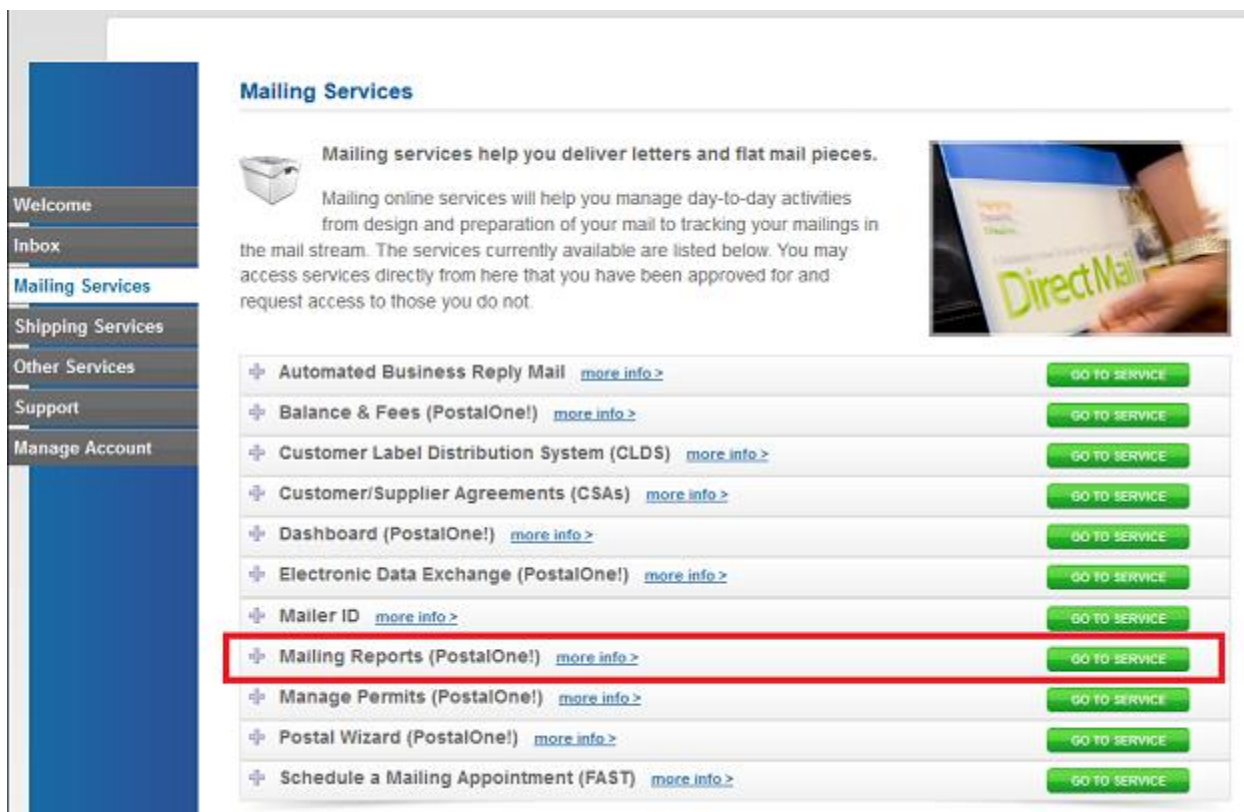 Mailing Services
Mailing services help you deliver letters and flat mail pieces.
Mailing online services will help you manage day-to-day activities
from design and preparation of your mail to tracking your mailings in
the mail stream. The services currently available are listed below. You may
access services directly from here that you have been approved for and
request access to those you do not.
DirectMail
Welcome
Inbox
Mailing Services
Shipping Services
Other Services
Support
Manage Account
Automated Business Reply Mail more info > GO TO SERVICE
Balance & Fees (PostalOne!) more info > GO TO SERVICE
Customer Label Distribution System (CLDS) more info > GO TO SERVICE
Customer/Supplier Agreements (CSAs) more info > GO TO SERVICE
Dashboard (PostalOne!) more info > GO TO SERVICE
Electronic Data Exchange (PostalOne!) more info > GO TO SERVICE
Mailer ID more info > GO TO SERVICE
Mailing Reports (PostalOne!) more info > GO TO SERVICE
Manage Permits (PostalOne!) more info > GO TO SERVICE
Postal Wizard (PostalOne!) more info > GO TO SERVICE
Schedule a Mailing Appointment (FAST) more info > GO TO SERVICE